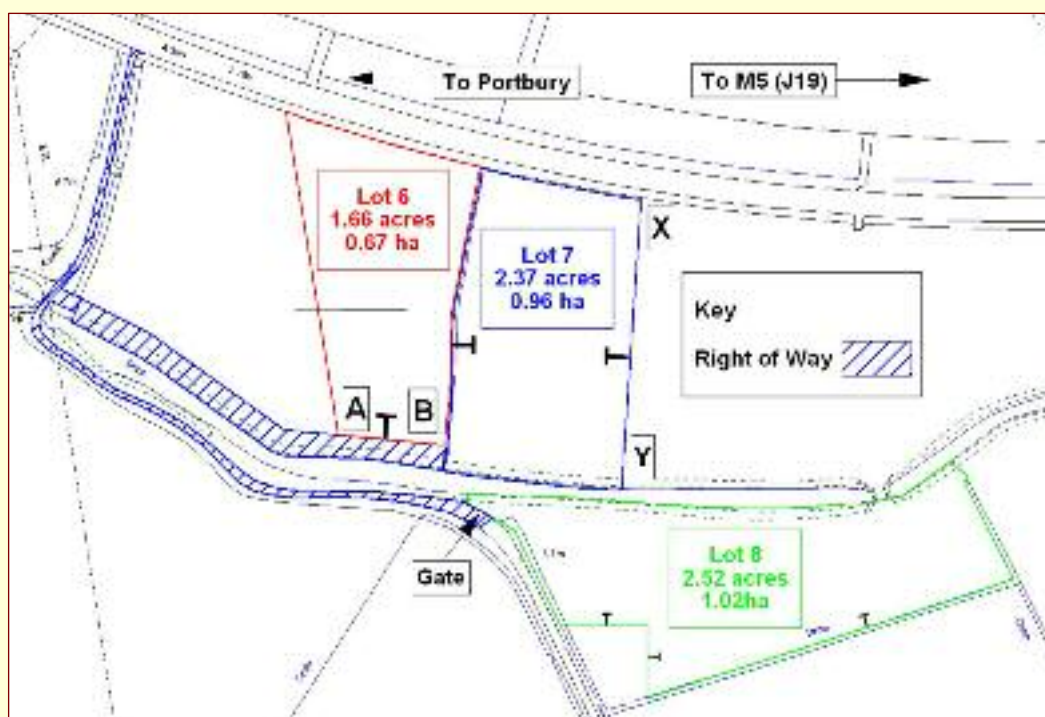 To Portbury
To M5 (J19)
Lot 6
1.66 acres
0.67 ha
X
Lot 7
2.37 acres
0.96 ha
Key
Right of Way
A
B
Y
Gate
Lot 8
2.52 acres
1.02ha